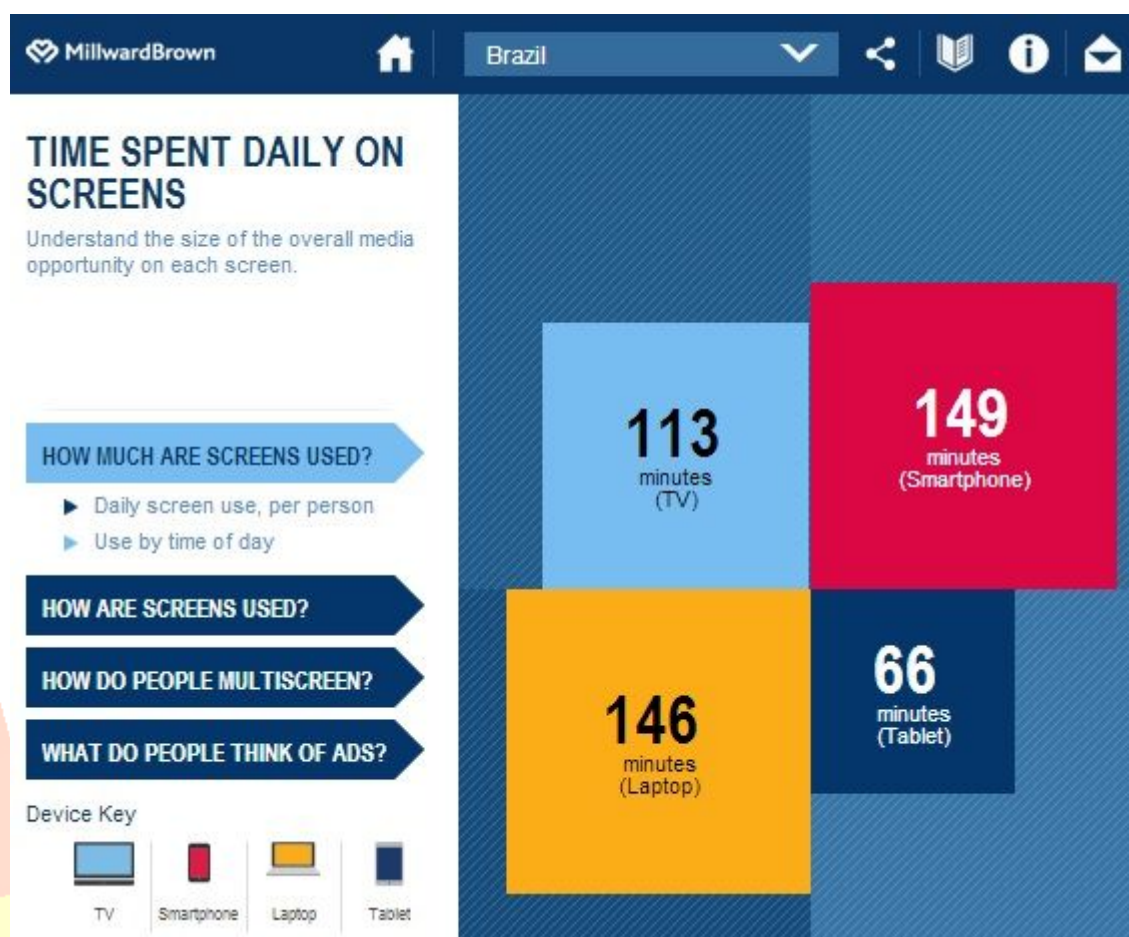 MillwardBrown
Brazil
TIME SPENT DAILY ON
SCREENS
Understand the size of the overall media
opportunity on each screen.
HOW MUCH ARE SCREENS USED?
Daily screen use, per person
Use by time of day
HOW ARE SCREENS USED?
HOW DO PEOPLE MULTISCREEN?
WHAT DO PEOPLE THINK OF ADS?
Device Key
TV
Smartphone
Laptop
Tablet
113
minutes
(TV)
149
minutes
(Smartphone)
146
minutes
(Laptop)
66
minutes
(Tablet)